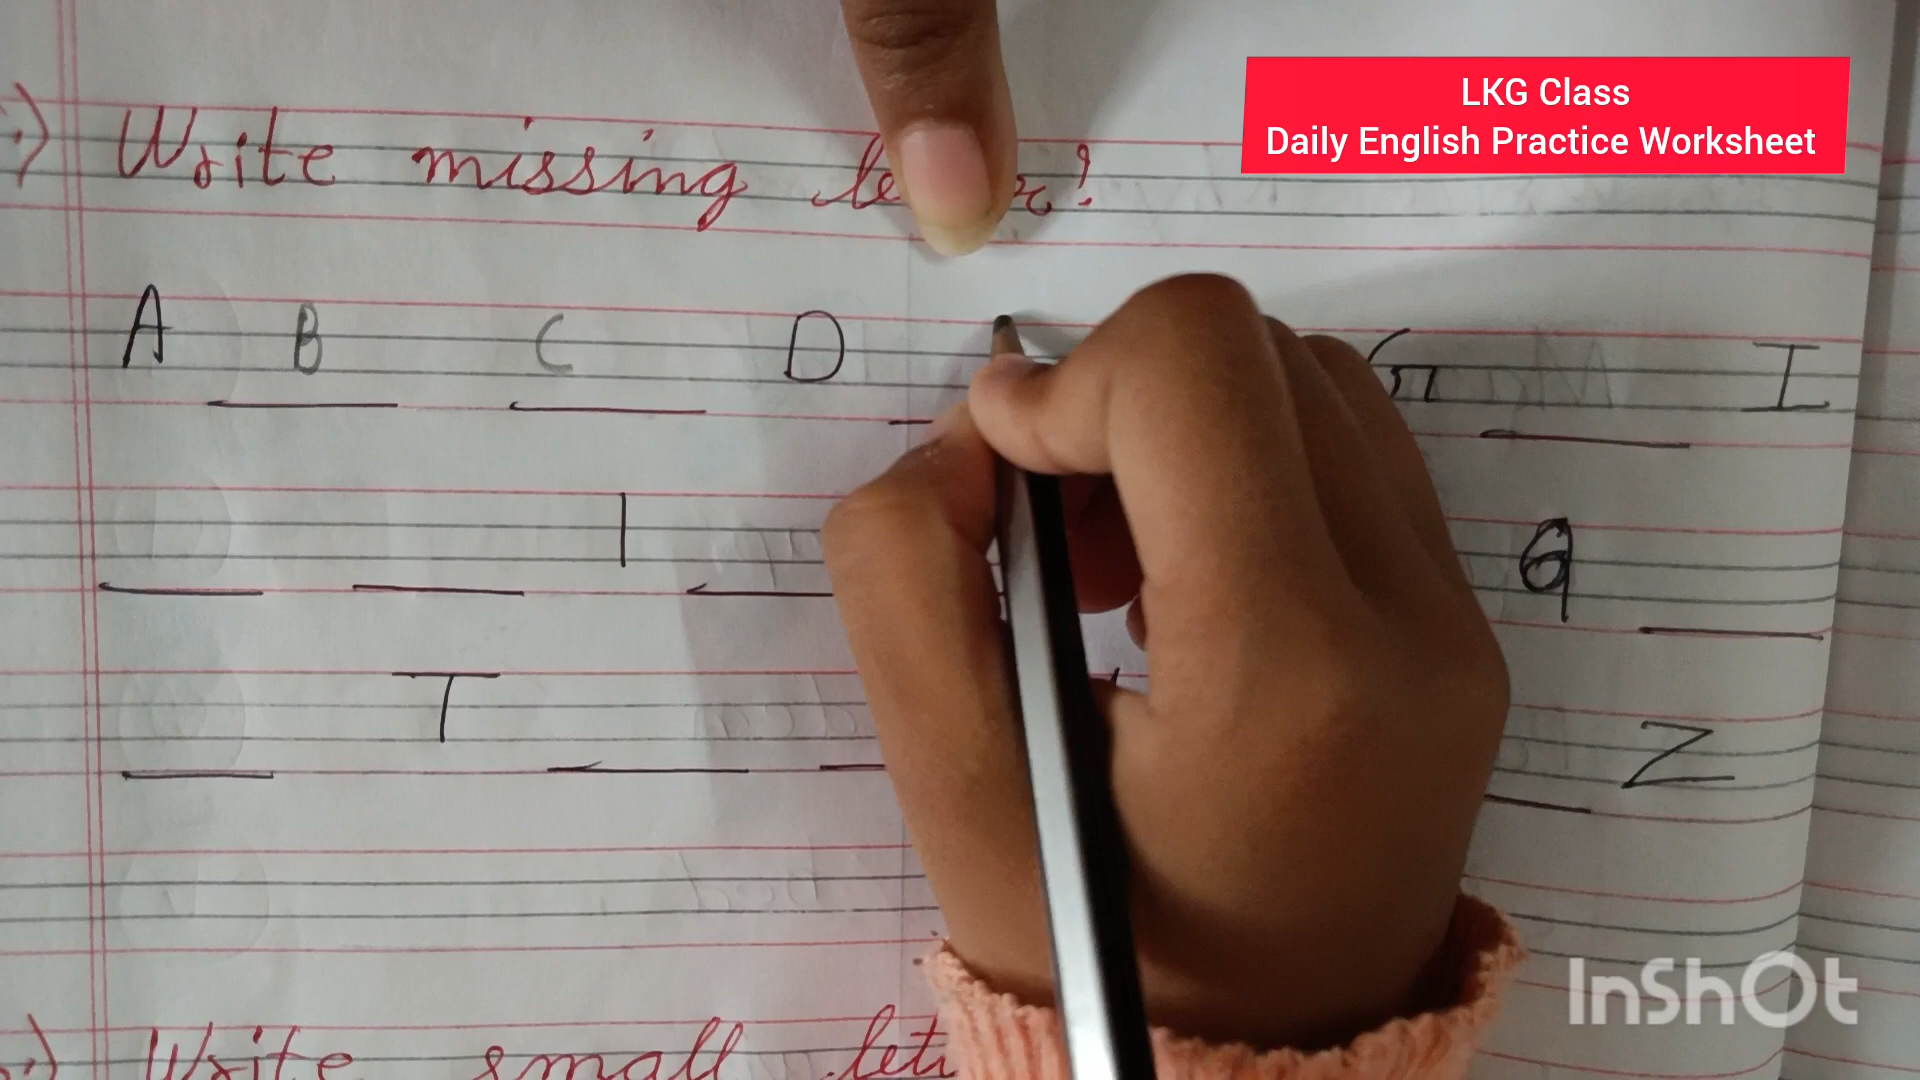 LKG Class
Daily English Practice Worksheet
Write missing
A B C D G I
Q
T Z
Write small
InShOt